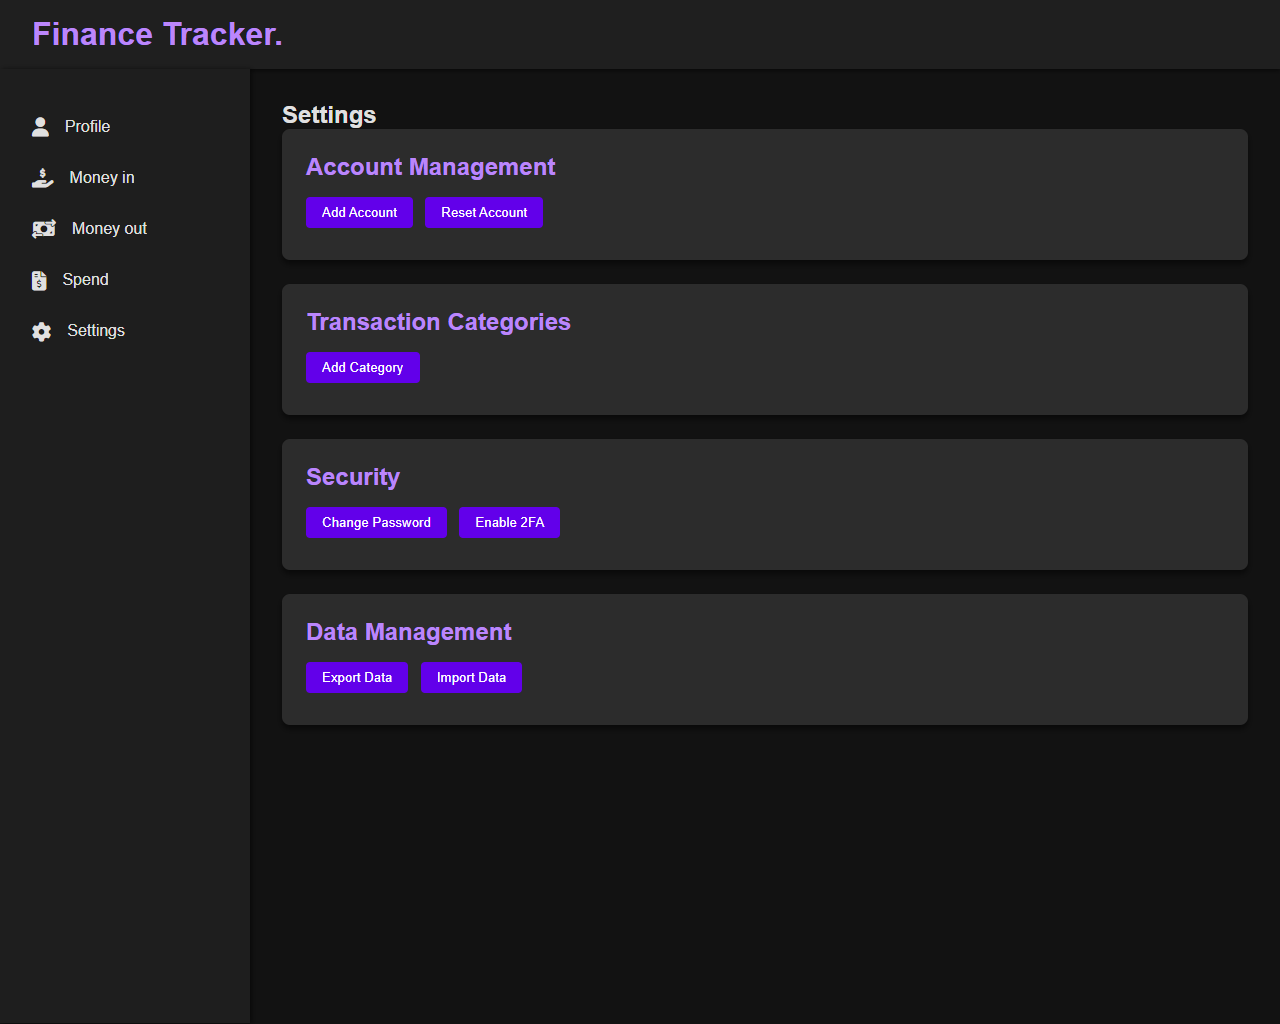 Finance Tracker.
Profile
Money in
Money out
Spend
Settings
Settings
Account Management
Add Account Reset Account
Transaction Categories
Add Category
Security
Change Password Enable 2FA
Data Management
Export Data Import Data